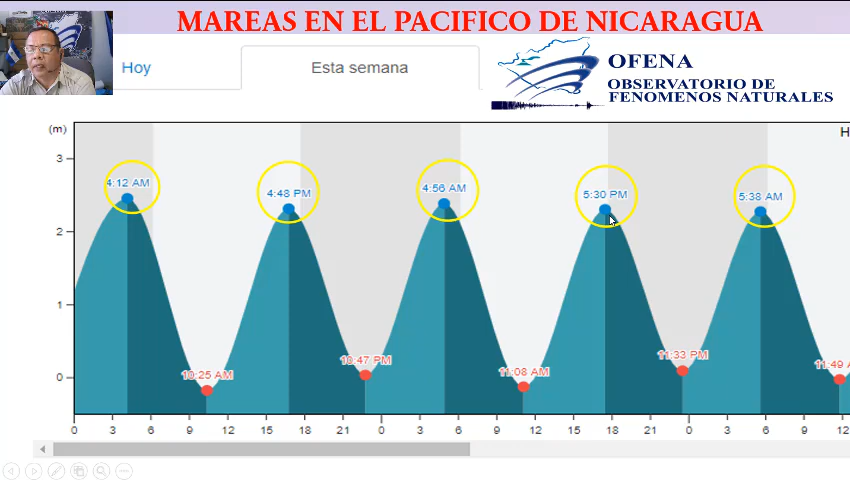 MAREAS EN EL PACIFICO DE NICARAGUA
Hoy
Esta semana
OFENA
OBSERVATORIO DE
FENOMENOS NATURALES
(m)
H
3
2
1
0
4:12 AM
4:48 PM
4:56 AM
5:30 PM
5:38 AM
10:25 AM
10:47 PM
11:08 AM
11:33 PM
11:49 A
0 3 6 9 12 15 18 21 0 3 6 9 12 15 18 21 0 3 6 9 12